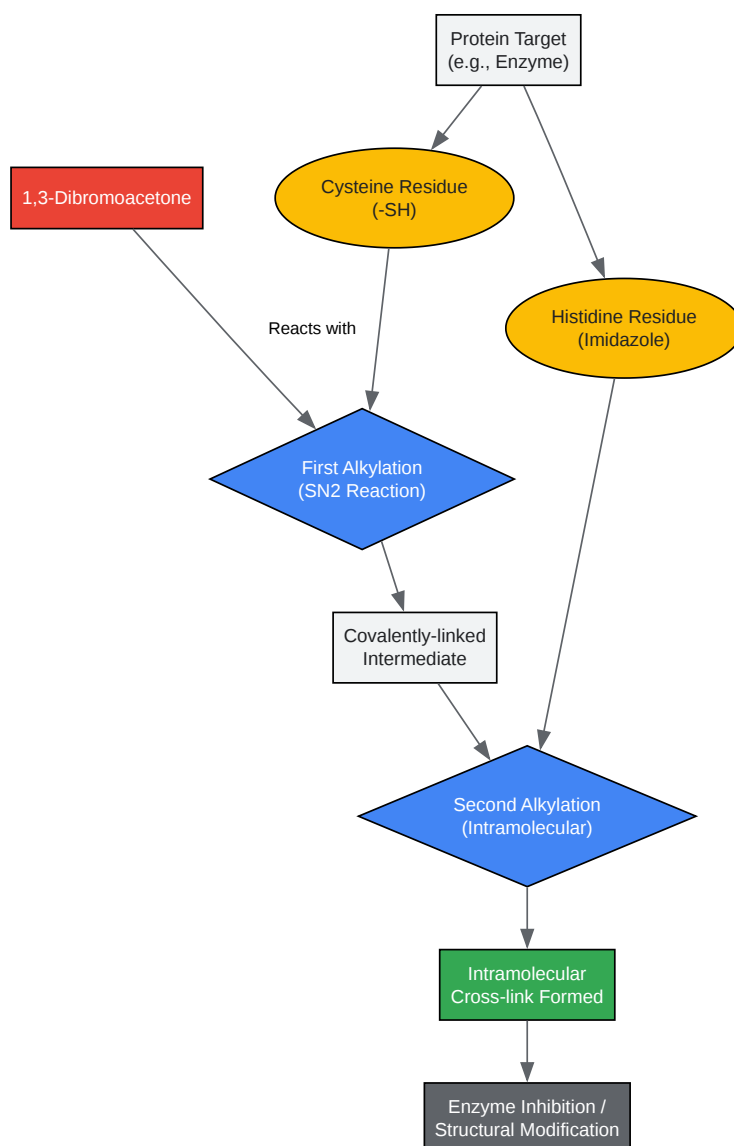 Protein Target
(e.g., Enzyme)
1,3-Dibromoacetone
Cysteine Residue
(-SH)
Histidine Residue
(Imidazole)
Reacts with
First Alkylation
(SN2 Reaction)
Covalently-linked
Intermediate
Second Alkylation
(Intramolecular)
Intramolecular
Cross-link Formed
Enzyme Inhibition /
Structural Modification